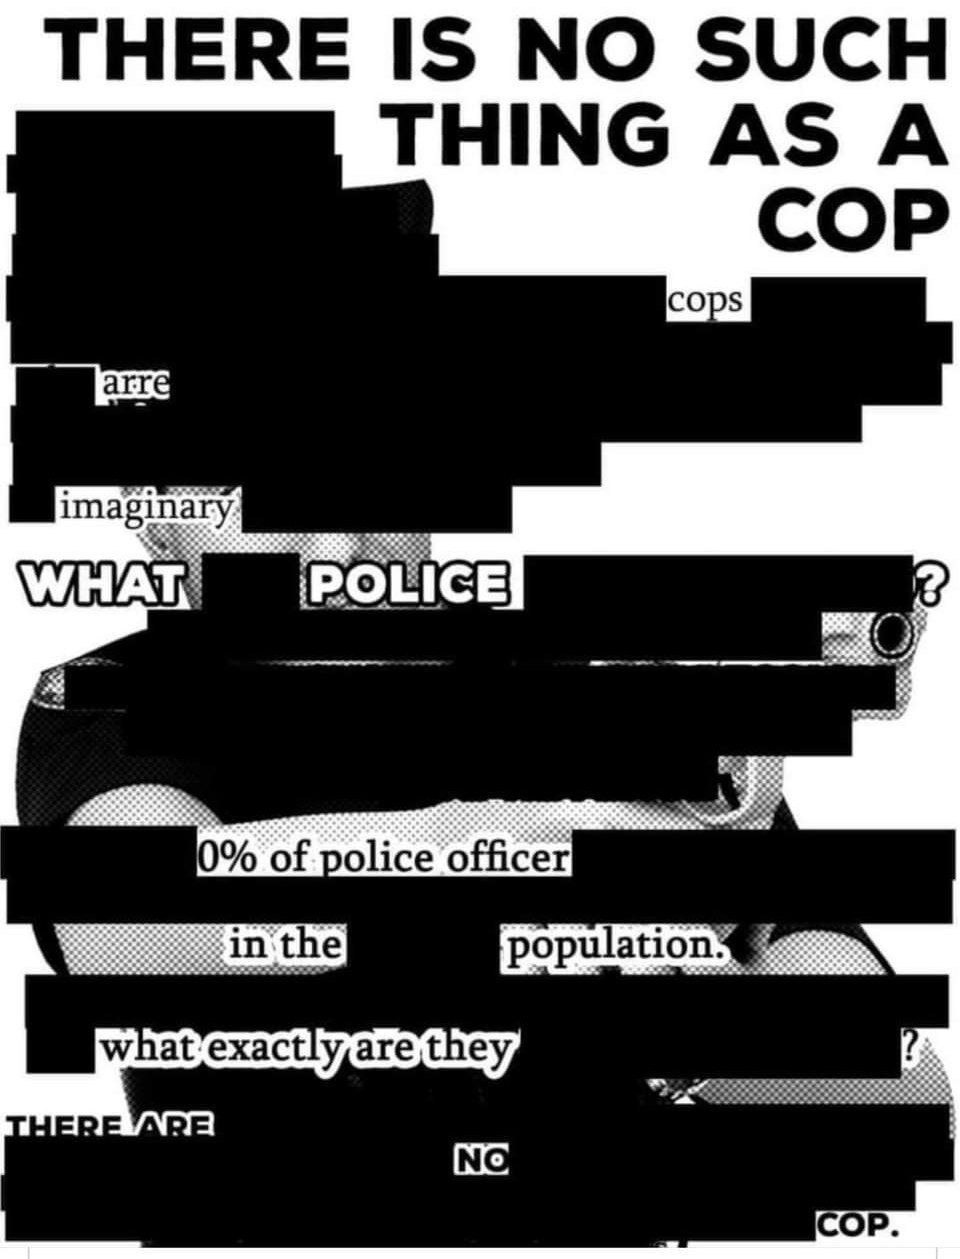 THERE IS NO SUCH
THING AS A
COP
cops
arre
imaginary
WHAT POLICE ?
0% of police officer
in the population.
what exactly are they ?
THERE ARE
NO
COP.